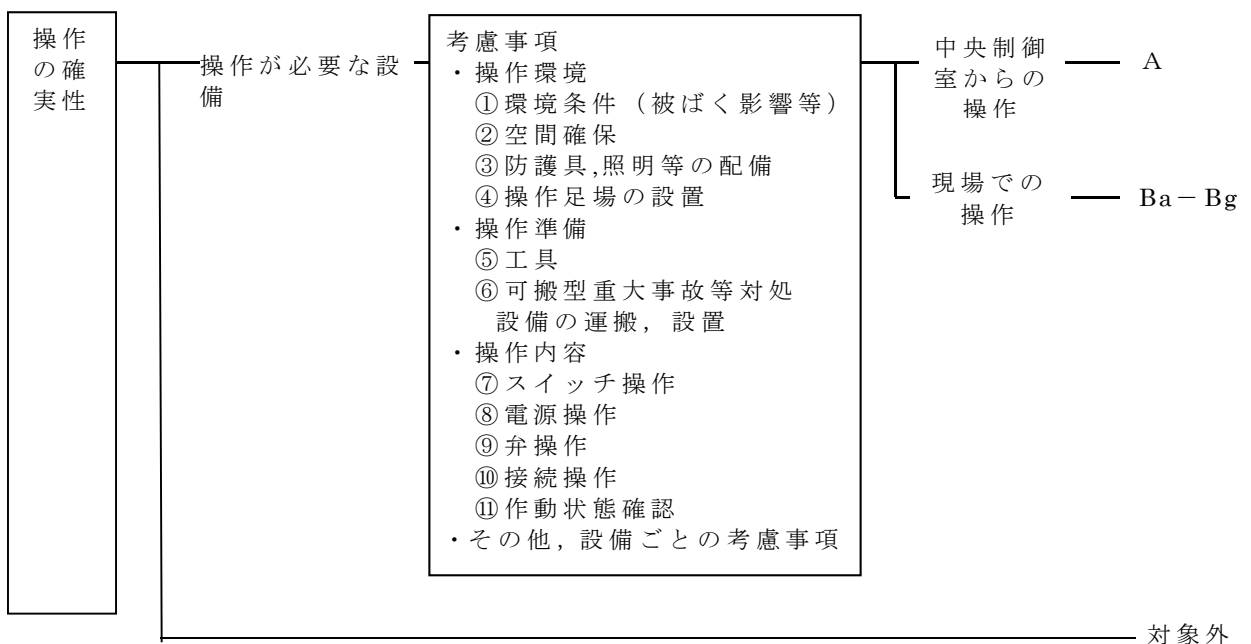 操作
の確
実性
操作が必要な設
備
考慮事項
・操作環境
①環境条件（被ばく影響等）
②空間確保
③防護具,照明等の配備
④操作足場の設置
・操作準備
⑤工具
⑥可搬型重大事故等対処
設備の運搬，設置
・操作内容
⑦スイッチ操作
⑧電源操作
⑨弁操作
⑩接続操作
⑪作動状態確認
・その他，設備ごとの考慮事項
中央制御
室からの
操作
A
現場での
操作
Ba－Bg
対象外